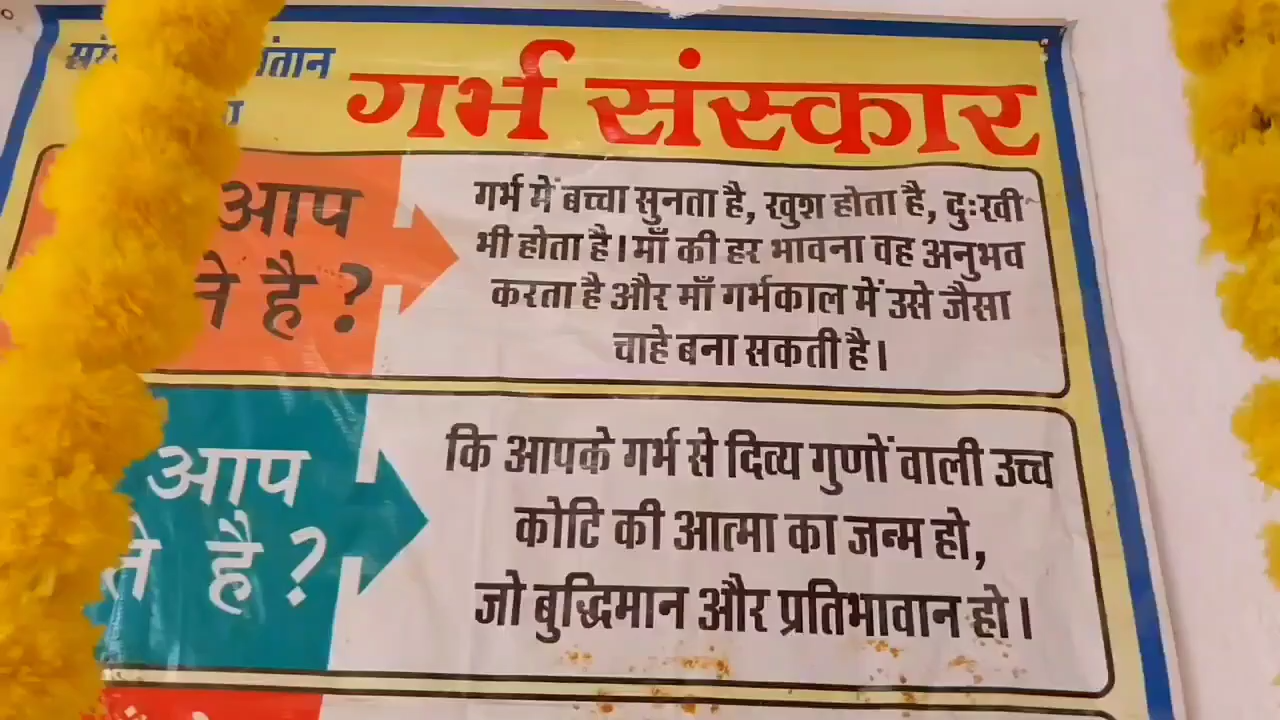 गर्भ संस्कार
आप
है ?
गर्भ में बच्चा सुनता है, खुश होता है, दुःखी
भी होता है। माँ की हर भावना वह अनुभव
करता है और माँ गर्भकाल में उसे जैसा
चाहे बना सकती है।
आप
है ?
कि आपके गर्भ से दिव्य गुणों वाली उच्च
कोटि की आत्मा का जन्म हो,
जो बुद्धिमान और प्रतिभावान हो।